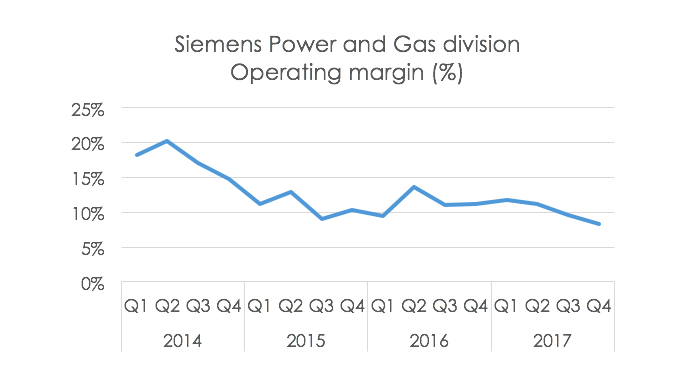 Siemens Power and Gas division
Operating margin (%)
25%
20%
15%
10%
5%
0%
Q1 Q2 Q3 Q4 Q1 Q2 Q3 Q4 Q1 Q2 Q3 Q4 Q1 Q2 Q3 Q4
2014 2015 2016 2017